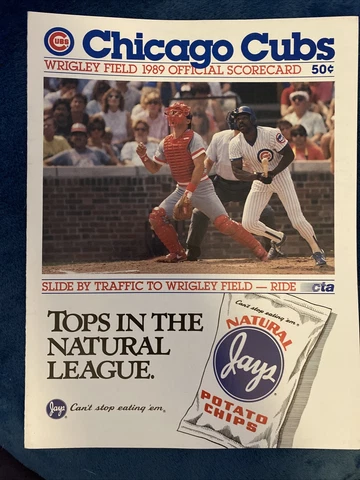 CUBS
Chicago Cubs
WRIGLEY FIELD 1989 OFFICIAL SCORECARD 50¢
SLIDE BY TRAFFIC TO WRIGLEY FIELD — RIDE cta
TOPS IN THE
NATURAL
LEAGUE.
Jays Can't stop eating 'em.
Can't stop eating 'em.
NATURAL
Jays
POTATO
CHIPS